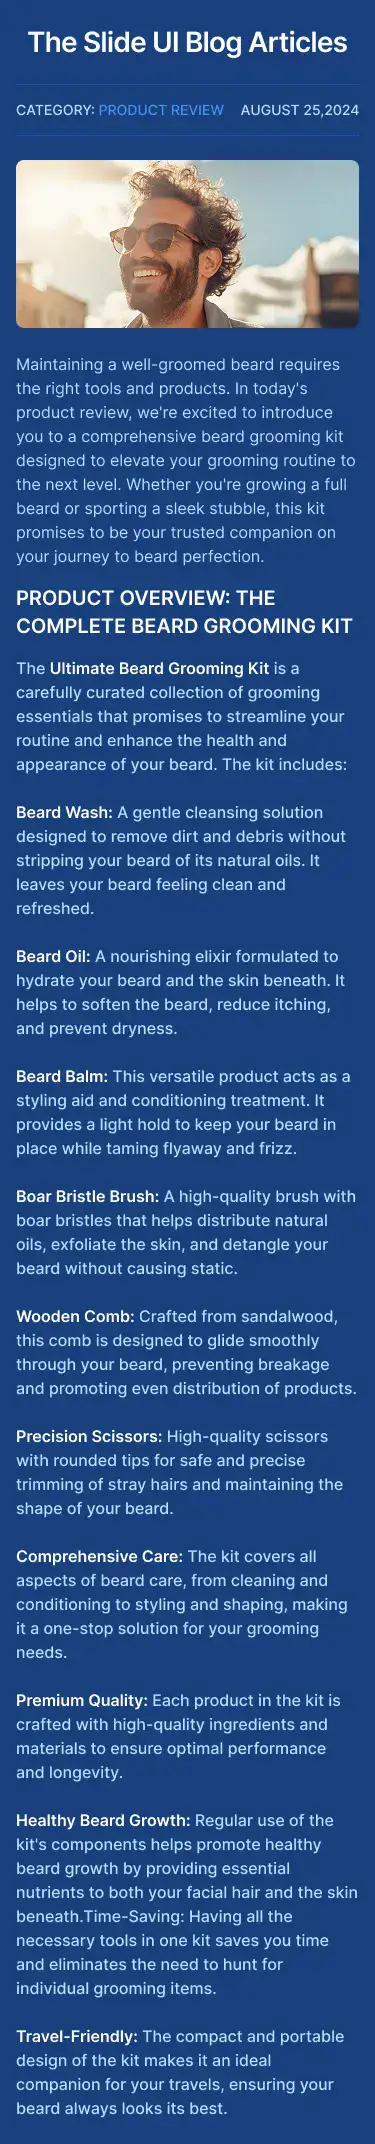 The Slide UI Blog Articles
CATEGORY: PRODUCT REVIEW AUGUST 25,2024
Maintaining a well-groomed beard requires
the right tools and products. In today's
product review, we're excited to introduce
you to a comprehensive beard grooming kit
designed to elevate your grooming routine to
the next level. Whether you're growing a full
beard or sporting a sleek stubble, this kit
promises to be your trusted companion on
your journey to beard perfection.
PRODUCT OVERVIEW: THE
COMPLETE BEARD GROOMING KIT
The Ultimate Beard Grooming Kit is a
carefully curated collection of grooming
essentials that promises to streamline your
routine and enhance the health and
appearance of your beard. The kit includes:
Beard Wash: A gentle cleansing solution
designed to remove dirt and debris without
stripping your beard of its natural oils. It
leaves your beard feeling clean and
refreshed.
Beard Oil: A nourishing elixir formulated to
hydrate your beard and the skin beneath. It
helps to soften the beard, reduce itching,
and prevent dryness.
Beard Balm: This versatile product acts as a
styling aid and conditioning treatment. It
provides a light hold to keep your beard in
place while taming flyaway and frizz.
Boar Bristle Brush: A high-quality brush with
boar bristles that helps distribute natural
oils, exfoliate the skin, and detangle your
beard without causing static.
Wooden Comb: Crafted from sandalwood,
this comb is designed to glide smoothly
through your beard, preventing breakage
and promoting even distribution of products.
Precision Scissors: High-quality scissors
with rounded tips for safe and precise
trimming of stray hairs and maintaining the
shape of your beard.
Comprehensive Care: The kit covers all
aspects of beard care, from cleaning and
conditioning to styling and shaping, making
it a one-stop solution for your grooming
needs.
Premium Quality: Each product in the kit is
crafted with high-quality ingredients and
materials to ensure optimal performance
and longevity.
Healthy Beard Growth: Regular use of the
kit's components helps promote healthy
beard growth by providing essential
nutrients to both your facial hair and the skin
beneath.Time-Saving: Having all the
necessary tools in one kit saves you time
and eliminates the need to hunt for
individual grooming items.
Travel-Friendly: The compact and portable
design of the kit makes it an ideal
companion for your travels, ensuring your
beard always looks its best.